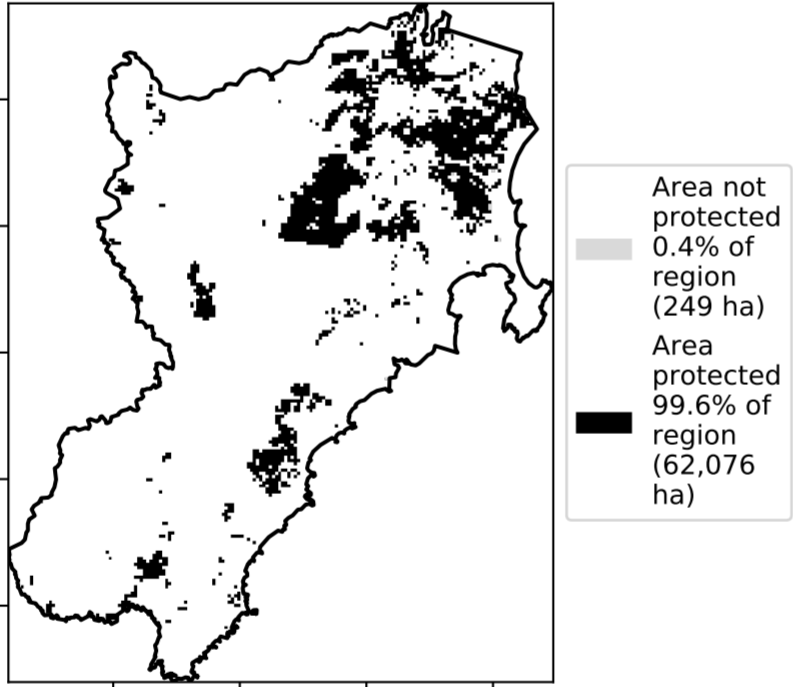 Area not
protected
0.4% of
region
(249 ha)
Area
protected
99.6% of
region
(62,076
ha)